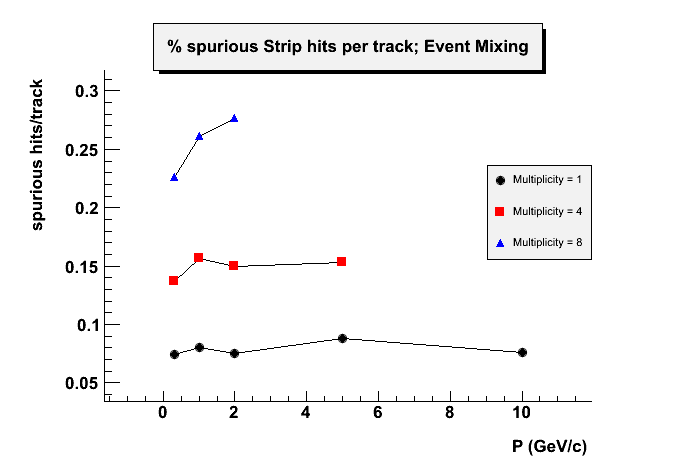 % spurious Strip hits per track; Event Mixing
spurious hits/track
0.3
0.25
0.2
0.15
0.1
0.05
0 2 4 6 8 10
P (GeV/c)
Multiplicity = 1
Multiplicity = 4
Multiplicity = 8